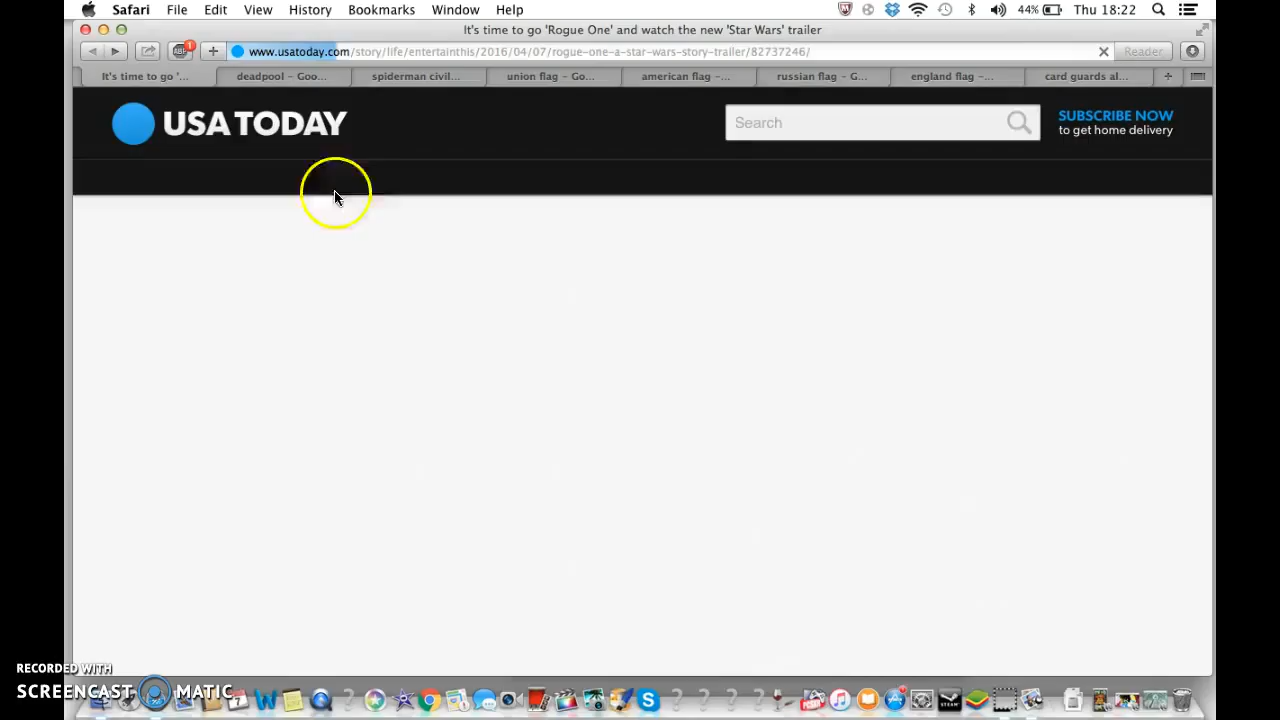 Safari File Edit View History Bookmarks Window Help 44% Thu 18:22
It's time to go 'Rogue One' and watch the new 'Star Wars' trailer
www.usatoday.com/story/life/entertainthis/2016/04/07/rogue-one-a-star-wars-story-trailer/82737246/ Reader
It's time to go '... deadpool – Goo... spiderman civil... union flag – Go... american flag –... russian flag – G... england flag –... card guards al...
USA TODAY Search SUBSCRIBE NOW
to get home delivery
RECORDED WITH
SCREENCAST MATIC